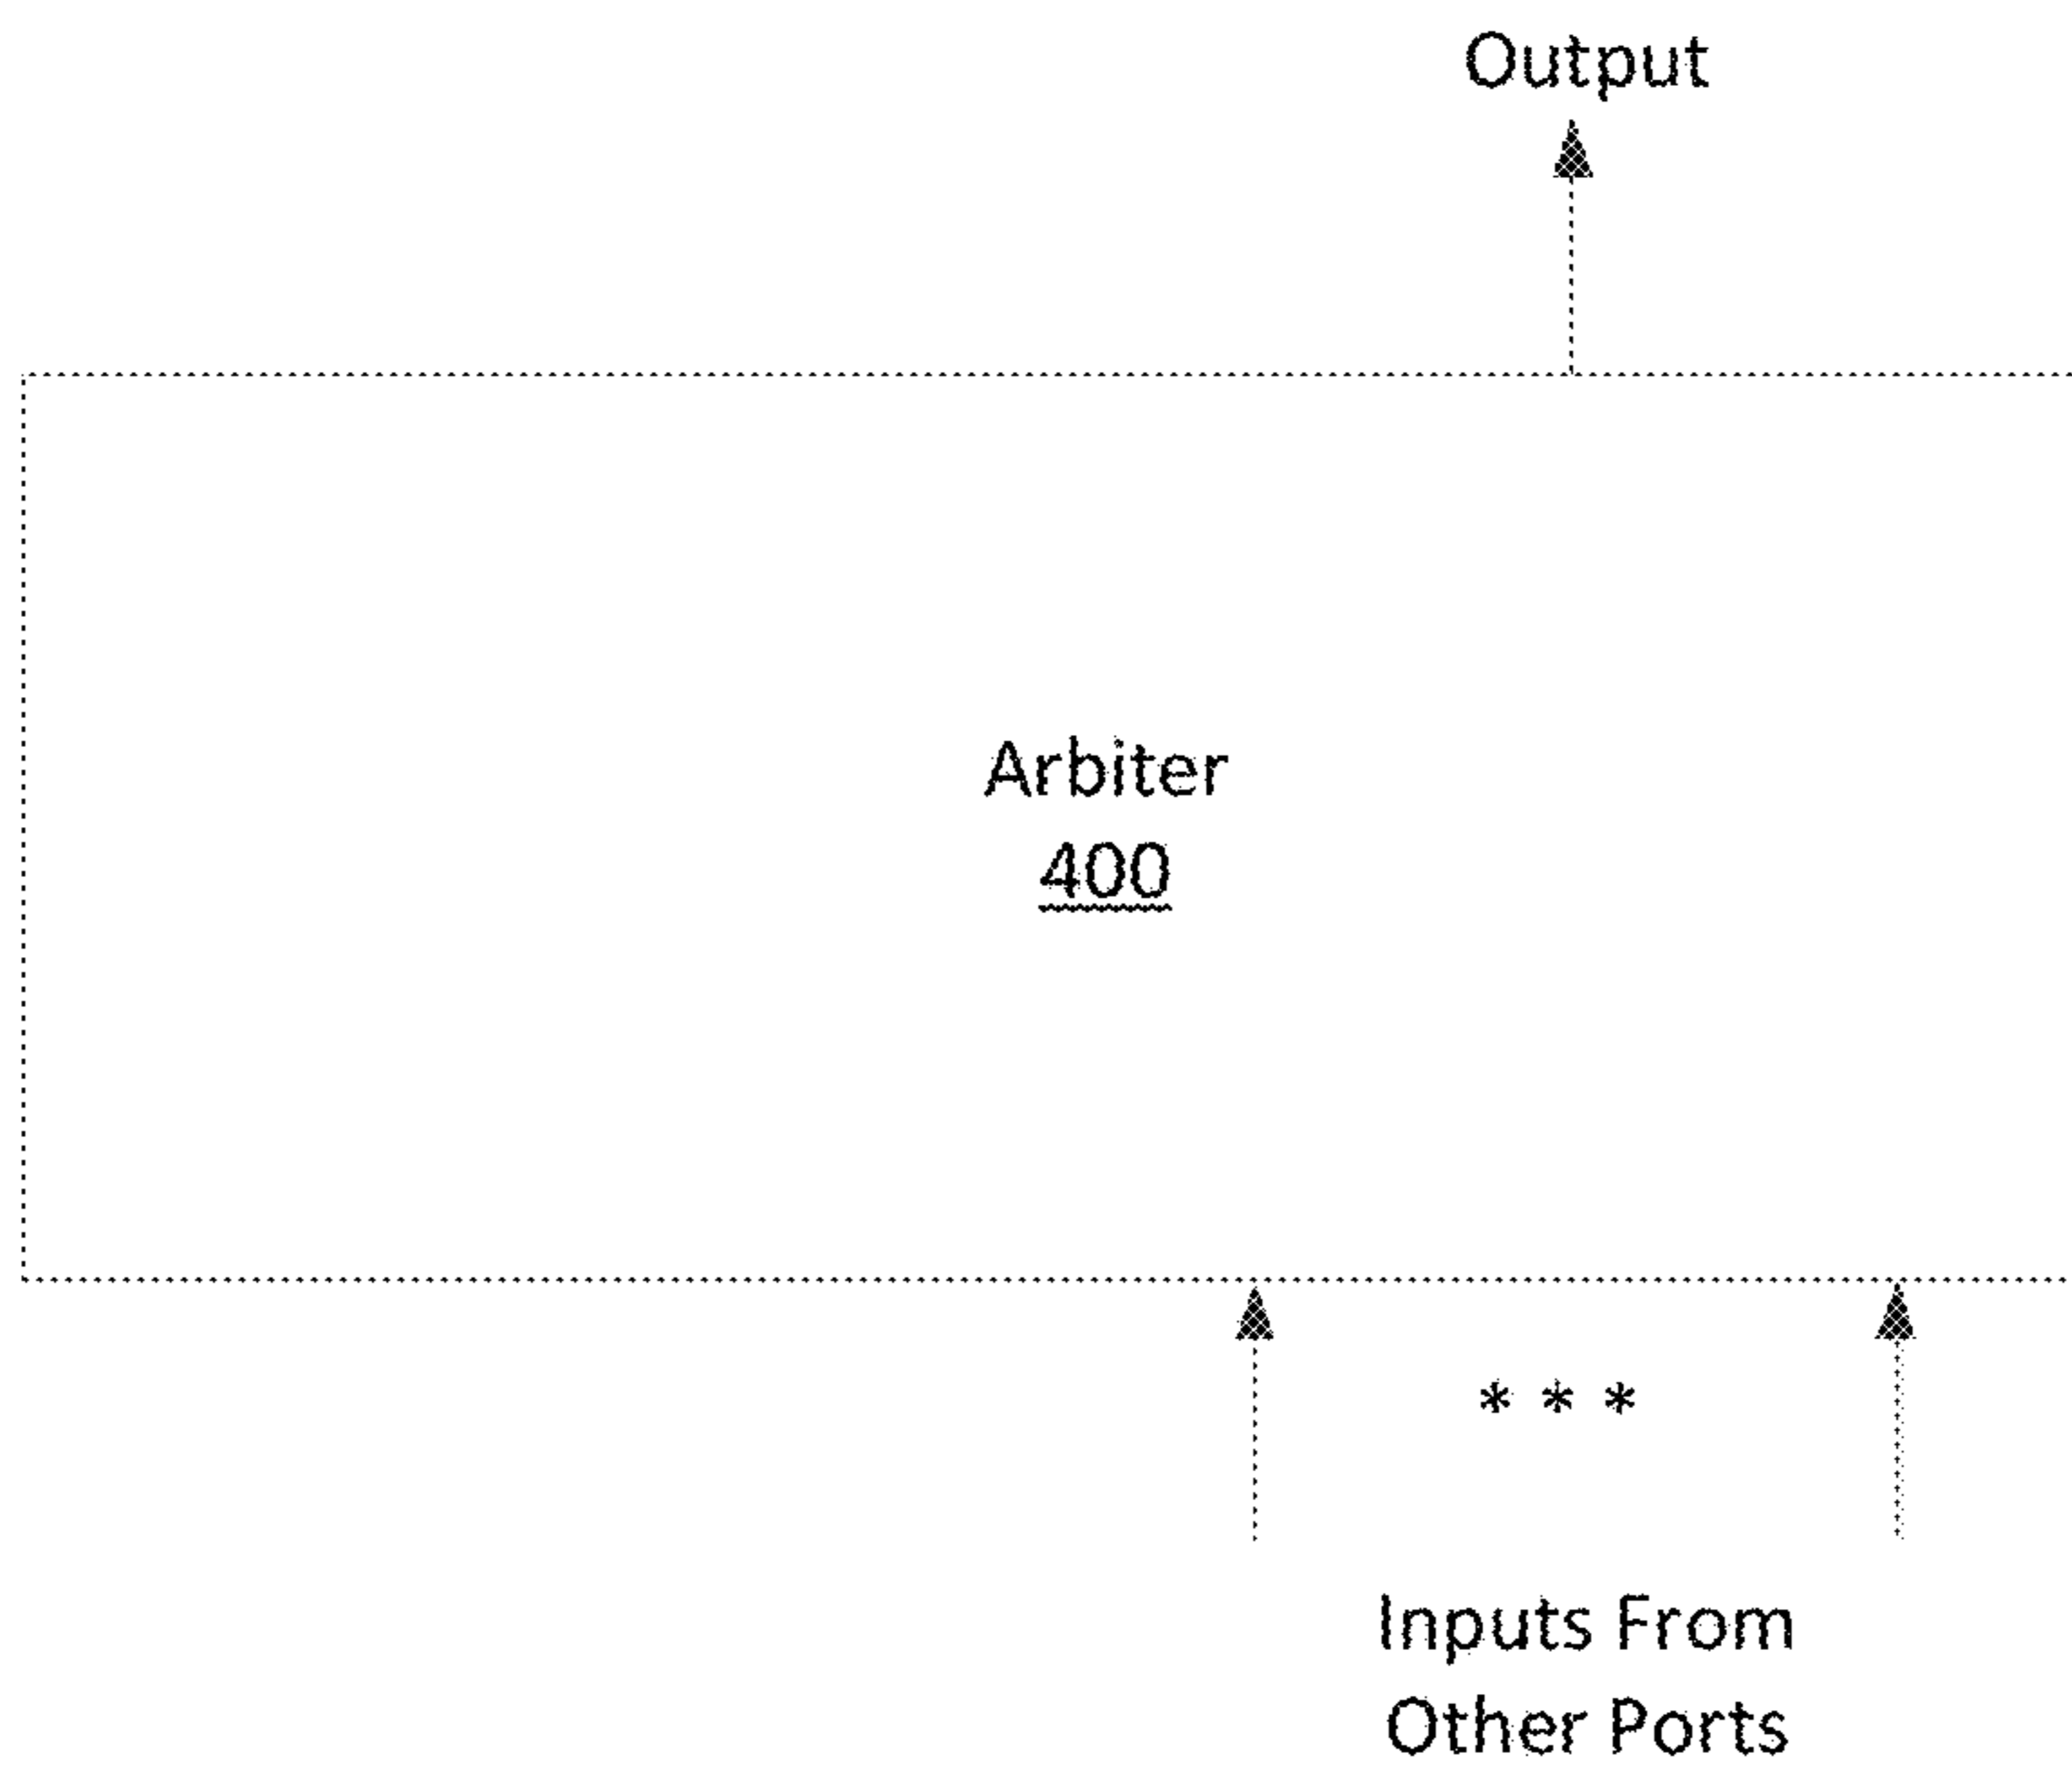 Output
Arbiter
400
* * *
Inputs From
Other Ports